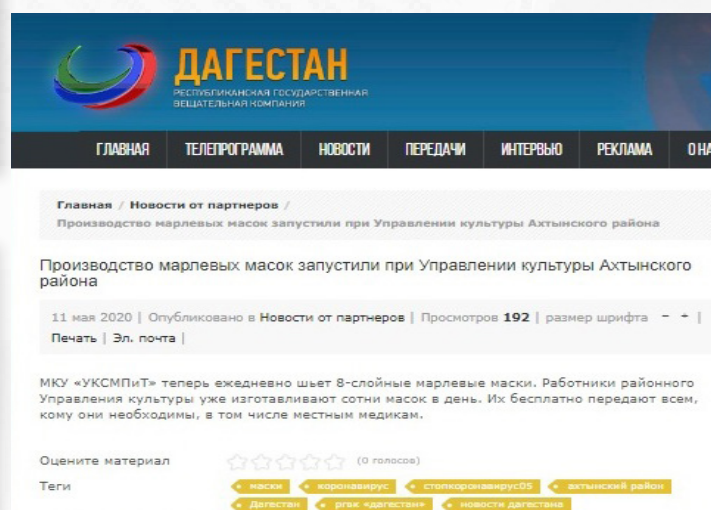 ДАГЕСТАН
РЕСПУБЛИКАНСКАЯ ГОСУДАРСТВЕННАЯ
ВЕЩАТЕЛЬНАЯ КОМПАНИЯ
ГЛАВНАЯ ТЕЛЕПРОГРАММА НОВОСТИ ПЕРЕДАЧИ ИНТЕРВЬЮ РЕКЛАМА О НА
Главная / Новости от партнеров /
Производство марлевых масок запустили при Управлении культуры Ахтынского района
Производство марлевых масок запустили при Управлении культуры Ахтынского
района
11 мая 2020 | Опубликовано в Новости от партнеров | Просмотров 192 | размер шрифта - + |
Печать | Эл. почта |
МКУ «УКСМПиТ» теперь ежедневно шьет 8-слойные марлевые маски. Работники районного
Управления культуры уже изготавливают сотни масок в день. Их бесплатно передают всем,
кому они необходимы, в том числе местным медикам.
Оцените материал (0 голосов)
Теги маски коронавирус стопкоронавирус05 ахтынский район
Дагестан ргвк «дагестан» новости дагестана